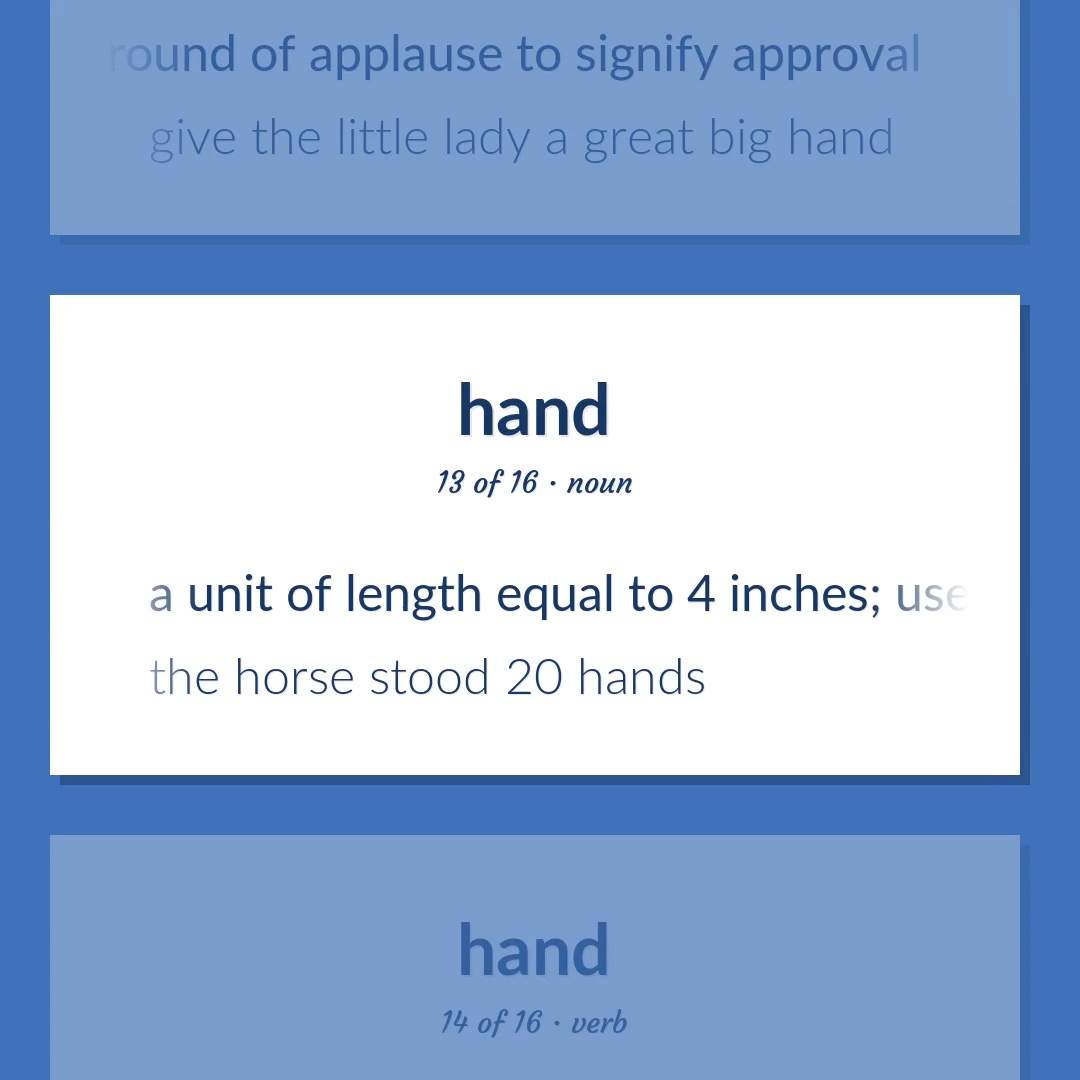 round of applause to signify approval
give the little lady a great big hand
hand
13 of 16 · noun
a unit of length equal to 4 inches; use
the horse stood 20 hands
hand
14 of 16 · verb